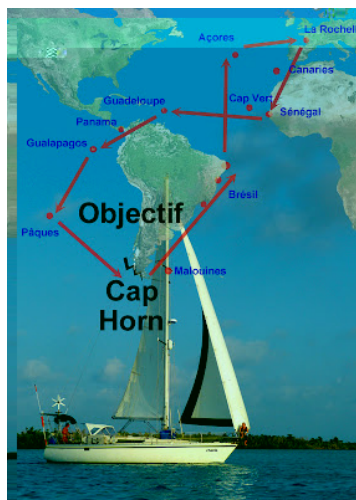 La Rochel
Açores
Canaries
Guadeloupe
Cap Vert
Sénégal
Panama
Gualapagos
Brésil
Objectif
Pâques
Malouines
Cap
Horn